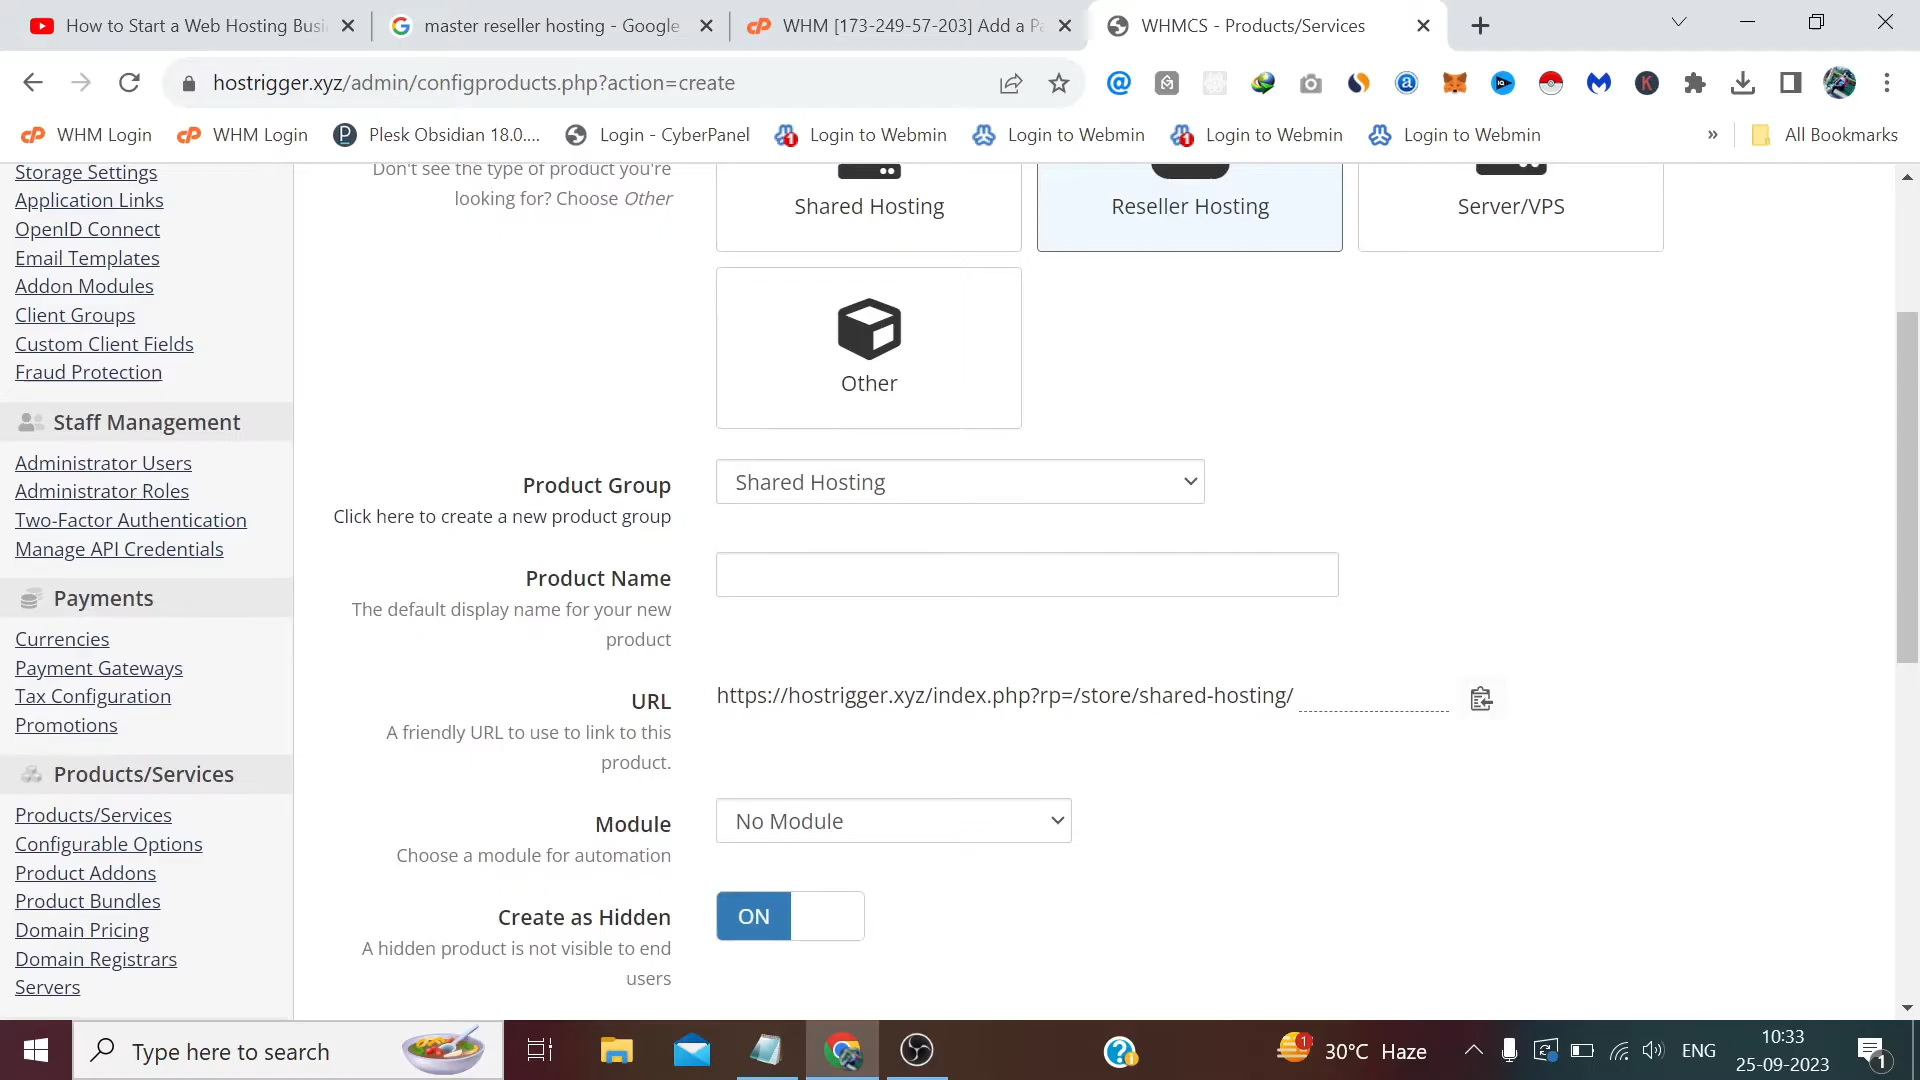 How to Start a Web Hosting Busi
master reseller hosting - Google
WHM [173-249-57-203] Add a Pa
WHMCS - Products/Services
hostrigger.xyz/admin/configproducts.php?action=create
WHM Login
WHM Login
Plesk Obsidian 18.0....
Login - CyberPanel
Login to Webmin
Login to Webmin
Login to Webmin
Login to Webmin
»
All Bookmarks
Storage Settings
Application Links
OpenID Connect
Email Templates
Addon Modules
Client Groups
Custom Client Fields
Fraud Protection
Staff Management
Administrator Users
Administrator Roles
Two-Factor Authentication
Manage API Credentials
Payments
Currencies
Payment Gateways
Tax Configuration
Promotions
Products/Services
Products/Services
Configurable Options
Product Addons
Product Bundles
Domain Pricing
Domain Registrars
Servers
Don't see the type of product you're
looking for? Choose Other
Shared Hosting
Reseller Hosting
Server/VPS
Other
Product Group
Click here to create a new product group
Shared Hosting
Product Name
The default display name for your new
product
URL
A friendly URL to use to link to this
product.
https://hostrigger.xyz/index.php?rp=/store/shared-hosting/
Module
Choose a module for automation
No Module
Create as Hidden
A hidden product is not visible to end
users
ON
Type here to search
30°C Haze
ENG
10:33
25-09-2023
1